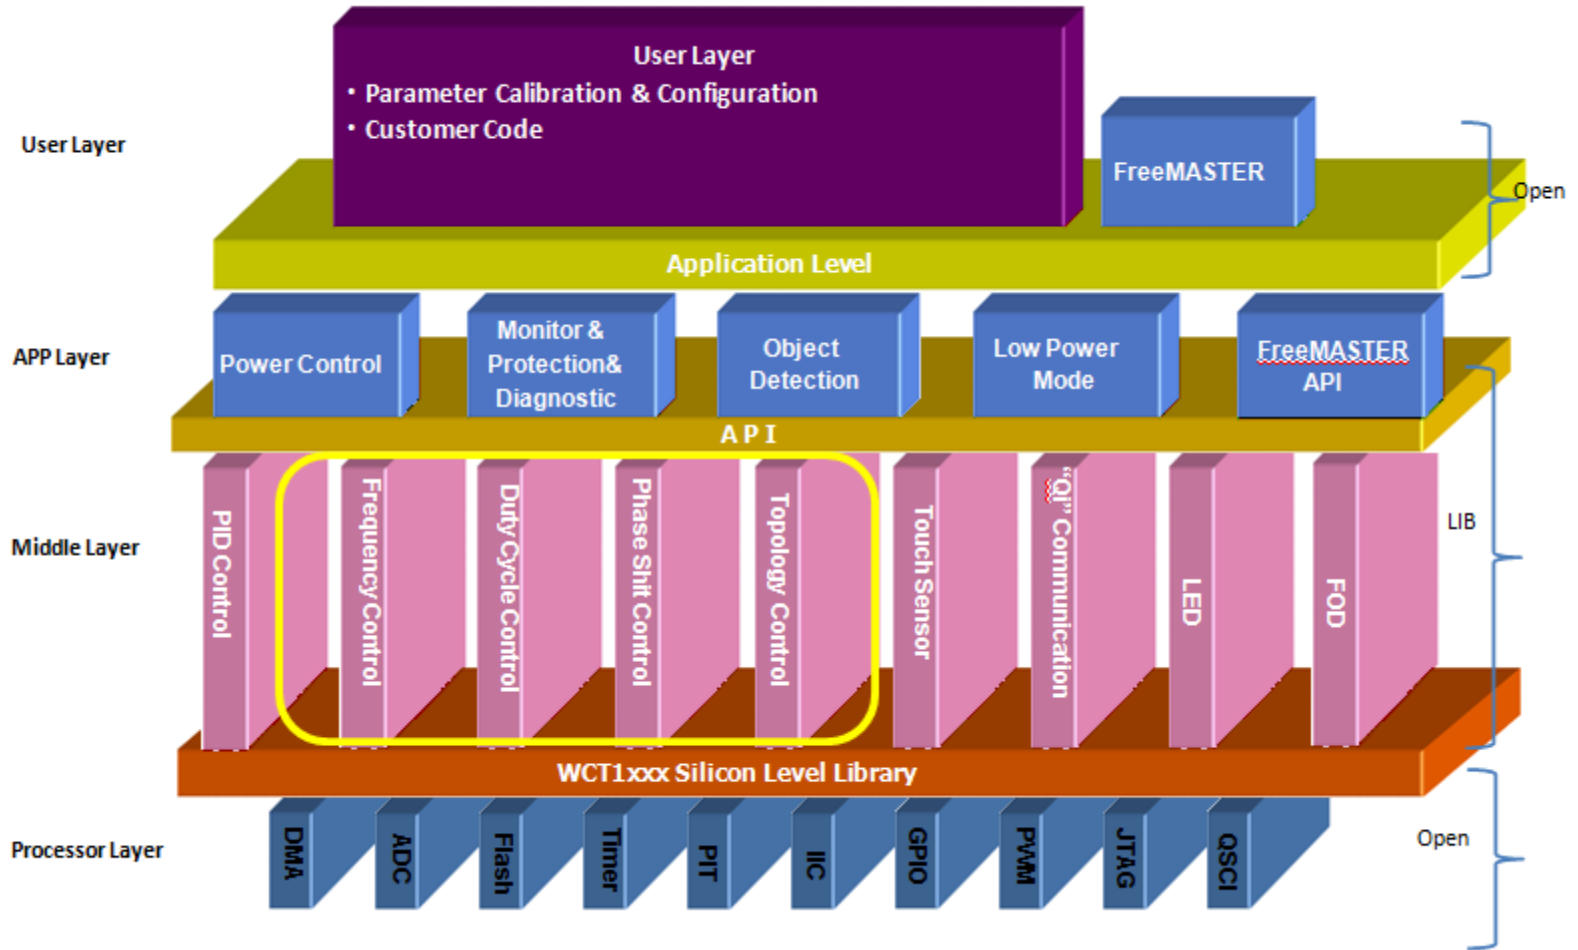 User Layer
• Parameter Calibration & Configuration
• Customer Code
User Layer
FreeMASTER
Open
Application Level
APP Layer
Power Control
Monitor &
Protection&
Diagnostic
Object
Detection
Low Power
Mode
FreeMASTER
API
A P I
Middle Layer
PID Control
Frequency Control
Duty Cycle Control
Phase Shit Control
Topology Control
Touch Sensor
“Qi” Communication
LED
FOD
LIB
WCT1xxx Silicon Level Library
Processor Layer
DMA
ADC
Flash
Timer
PIT
IIC
GPIO
PWM
JTAG
QSCI
Open